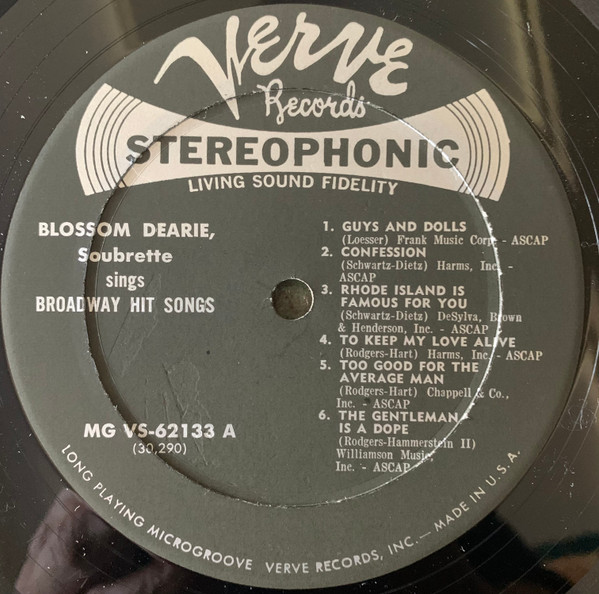 Verve
Records
STEREOPHONIC
LIVING SOUND FIDELITY
BLOSSOM DEARIE,
Soubrette
sings
BROADWAY HIT SONGS
MG VS-62133 A
(30,290)
1. GUYS AND DOLLS
(Loesser) Frank Music Corp. - ASCAP
2. CONFESSION
(Schwartz-Dietz) Harms, Inc. -
ASCAP
3. RHODE ISLAND IS
FAMOUS FOR YOU
(Schwartz-Dietz) DeSylva, Brown
& Henderson, Inc. - ASCAP
4. TO KEEP MY LOVE ALIVE
(Rodgers-Hart) Harms, Inc. - ASCAP
5. TOO GOOD FOR THE
AVERAGE MAN
(Rodgers-Hart) Chappell & Co.,
Inc. - ASCAP
6. THE GENTLEMAN
IS A DOPE
(Rodgers-Hammerstein II)
Williamson Music,
Inc. - ASCAP
LONG PLAYING MICROGROOVE VERVE RECORDS, INC. — MADE IN U.S.A.